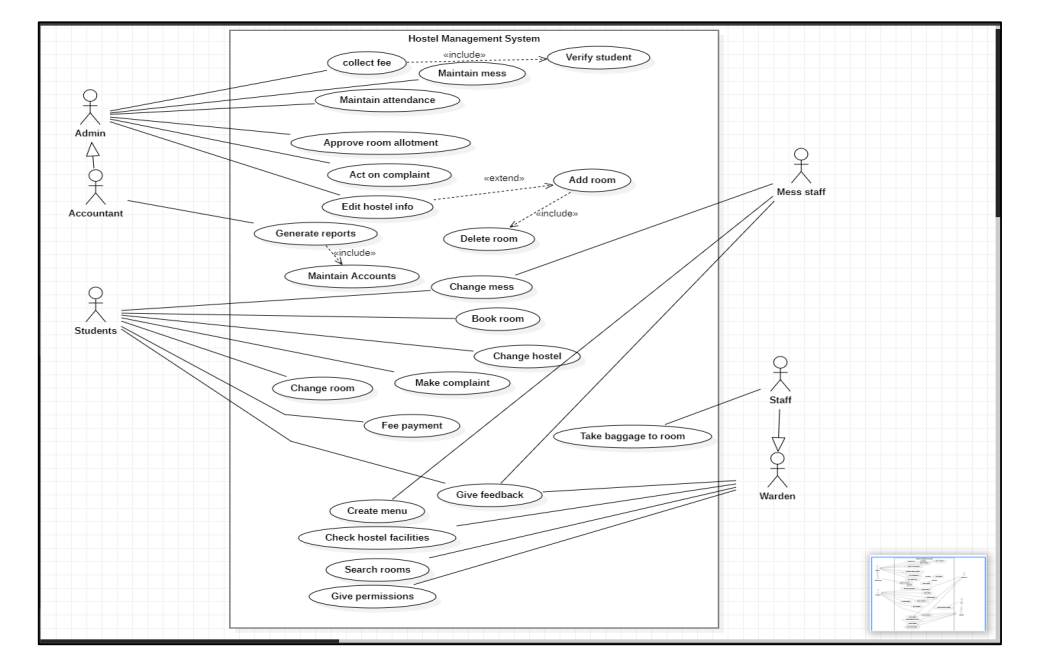 Hostel Management System
collect fee
«include»
Verify student
Maintain mess
Maintain attendance
Admin
Approve room allotment
Act on complaint
«extend»
Add room
Mess staff
Accountant
Edit hostel info
«include»
Generate reports
Delete room
«include»
Maintain Accounts
Change mess
Students
Book room
Change hostel
Change room
Make complaint
Staff
Fee payment
Take baggage to room
Give feedback
Warden
Create menu
Check hostel facilities
Search rooms
Give permissions